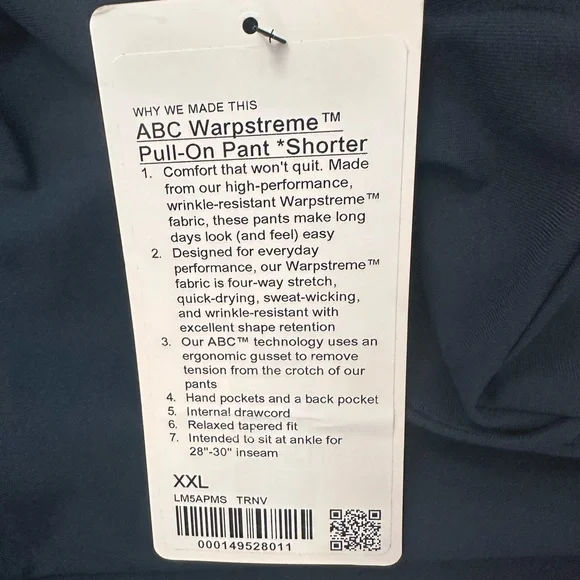 WHY WE MADE THIS
ABC Warpstreme™
Pull-On Pant *Shorter
1. Comfort that won't quit. Made
from our high-performance,
wrinkle-resistant Warpstreme™
fabric, these pants make long
days look (and feel) easy
2. Designed for everyday
performance, our Warpstreme™
fabric is four-way stretch,
quick-drying, sweat-wicking,
and wrinkle-resistant with
excellent shape retention
3. Our ABC™ technology uses an
ergonomic gusset to remove
tension from the crotch of our
pants
4. Hand pockets and a back pocket
5. Internal drawcord
6. Relaxed tapered fit
7. Intended to sit at ankle for
28"-30" inseam
XXL
LM5APMS TRNV
000149528011